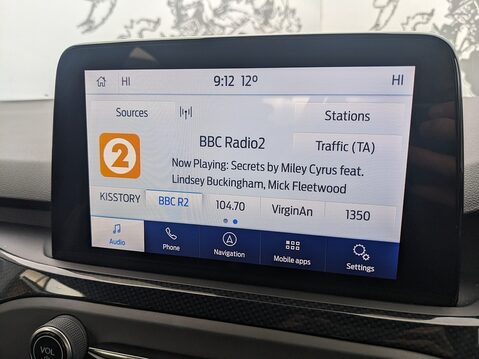 HI 9:12 12° HI
Sources Stations
2
BBC Radio2
Traffic (TA)
Now Playing: Secrets by Miley Cyrus feat.
Lindsey Buckingham, Mick Fleetwood
KISSTORY BBC R2 104.70 VirginAn 1350
Audio Phone Navigation Mobile apps Settings
VOL